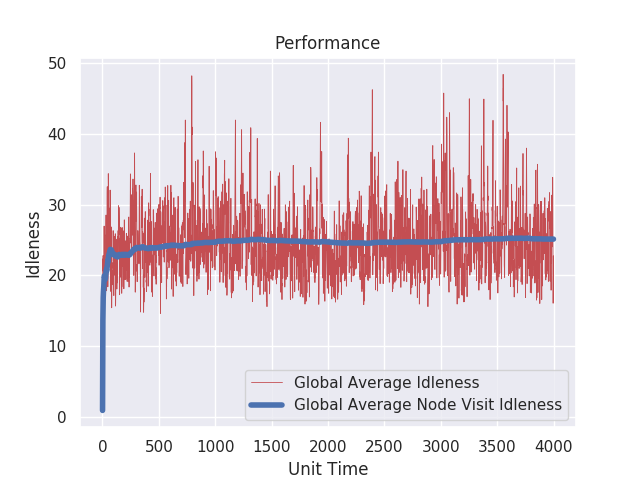 Performance
50
40
30
20
10
0
Idleness
Global Average Idleness
Global Average Node Visit Idleness
0 500 1000 1500 2000 2500 3000 3500 4000
Unit Time